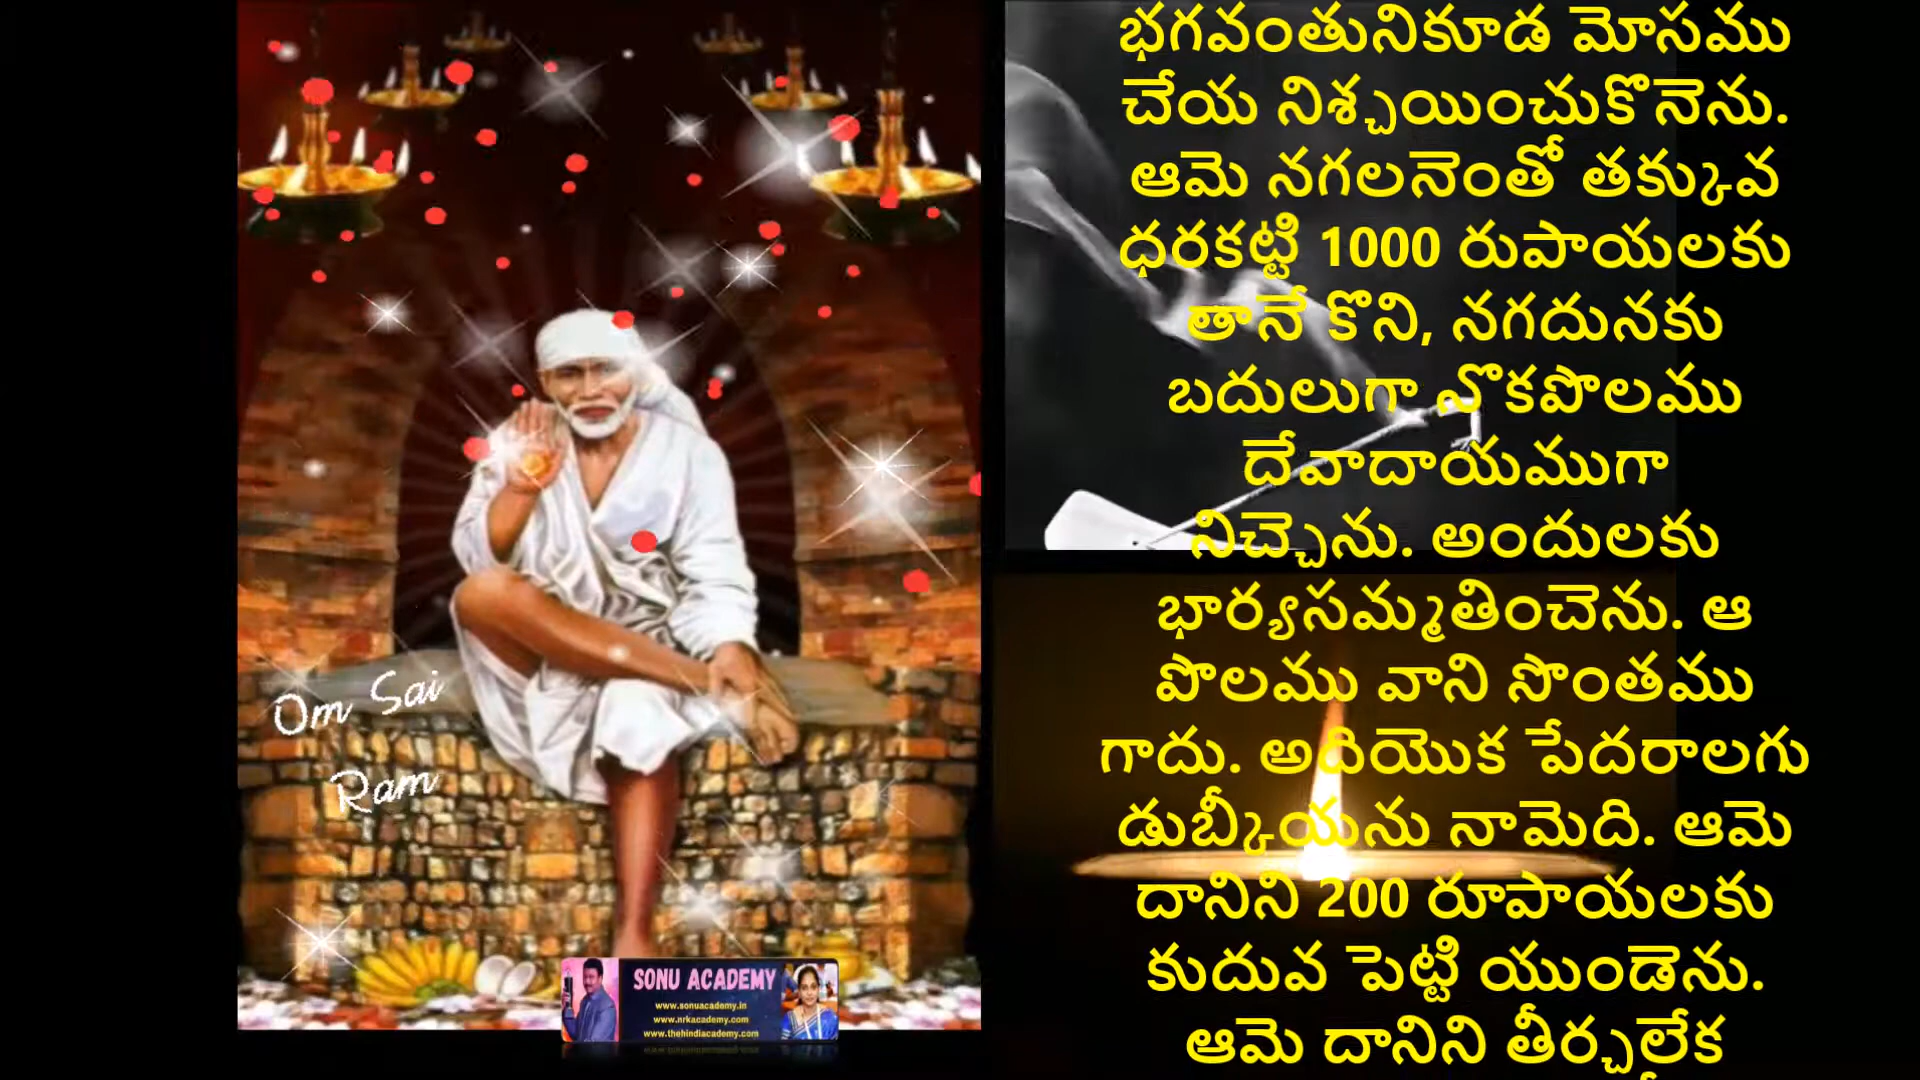 భగవంతునికూడ మోసము
చేయ నిశ్చయించుకొనెను.
ఆమె నగలనెంతో తక్కువ
ధరకట్టి 1000 రుపాయలకు
తానే కొని, నగదునకు
బదులుగా నొకపొలము
దేవాదాయముగా
నిచ్చెను. అందులకు
భార్యసమ్మతించెను. ఆ
పొలము వాని సొంతము
గాదు. అదియొక పేదరాలగు
డుబ్కీయను నామెది. ఆమె
దానిని 200 రూపాయలకు
కుదువ పెట్టి యుండెను.
ఆమె దానిని తీర్చలేక
Om Sai
Ram
SONU ACADEMY
www.sonuacademy.in
www.nrkacademy.com
www.thehindiacademy.com